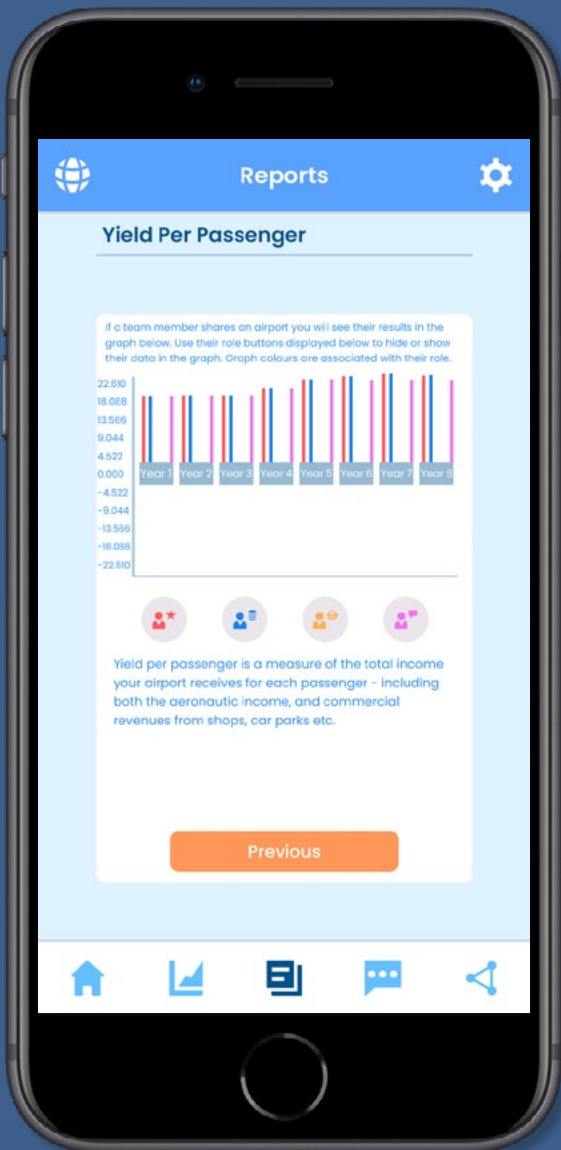 Reports
Yield Per Passenger
If a team member shares an airport you will see their results in the
graph below. Use their role buttons displayed below to hide or show
their data in the graph. Graph colours are associated with their role.
22.610
18.088
13.566
9.044
4.522
0.000
-4.522
-9.044
-13.566
-18.088
-22.610
Year 1 Year 2 Year 3 Year 4 Year 5 Year 6 Year 7 Year 8
Yield per passenger is a measure of the total income
your airport receives for each passenger - including
both the aeronautic income, and commercial
revenues from shops, car parks etc.
Previous